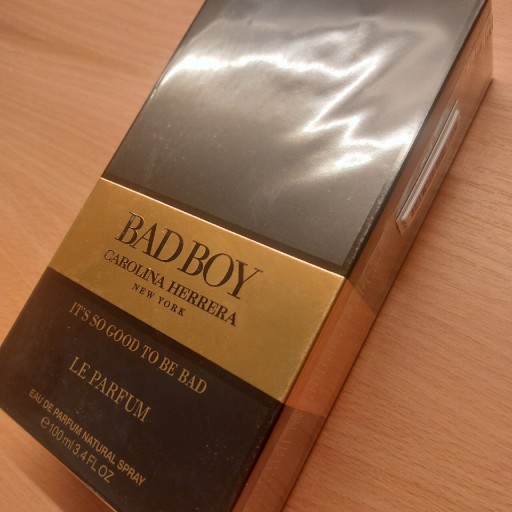 BAD BOY
CAROLINA HERRERA
NEW YORK
IT'S SO GOOD TO BE BAD
LE PARFUM
EAU DE PARFUM NATURAL SPRAY
℮100 ml 3.4 FL OZ